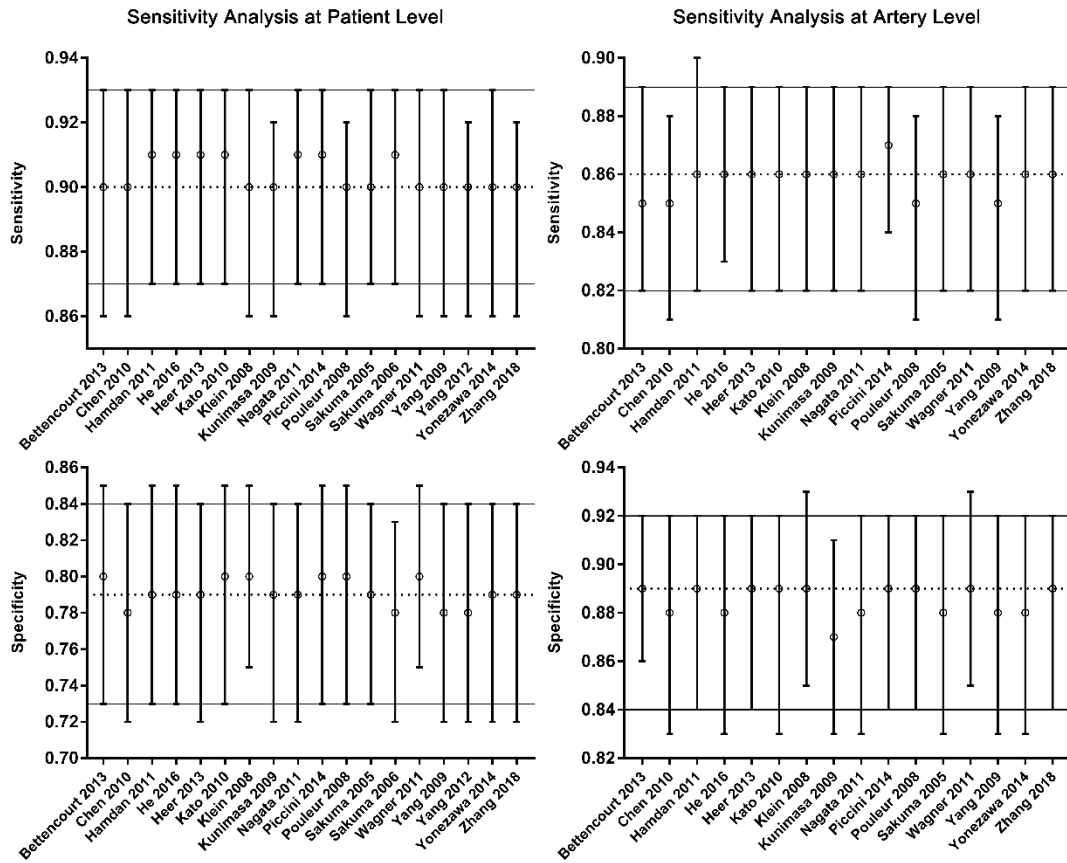 Sensitivity Analysis at Patient Level
Sensitivity Analysis at Artery Level
Sensitivity
0.94
0.92
0.90
0.88
0.86
Bettencourt 2013
Chen 2010
Hamdan 2011
He 2016
Heer 2013
Kato 2010
Klein 2008
Kunimasa 2009
Nagata 2011
Piccini 2014
Pouleur 2008
Sakuma 2005
Sakuma 2006
Wagner 2011
Yang 2009
Yang 2012
Yonezawa 2014
Zhang 2018
Sensitivity
0.90
0.88
0.86
0.84
0.82
0.80
Bettencourt 2013
Chen 2010
Hamdan 2011
He 2016
Heer 2013
Kato 2010
Klein 2008
Kunimasa 2009
Nagata 2011
Piccini 2014
Pouleur 2008
Sakuma 2005
Wagner 2011
Yang 2009
Yonezawa 2014
Zhang 2018
Specificity
0.86
0.84
0.82
0.80
0.78
0.76
0.74
0.72
0.70
Bettencourt 2013
Chen 2010
Hamdan 2011
He 2016
Heer 2013
Kato 2010
Klein 2008
Kunimasa 2009
Nagata 2011
Piccini 2014
Pouleur 2008
Sakuma 2005
Sakuma 2006
Wagner 2011
Yang 2009
Yang 2012
Yonezawa 2014
Zhang 2018
Specificity
0.94
0.92
0.90
0.88
0.86
0.84
0.82
Bettencourt 2013
Chen 2010
Hamdan 2011
He 2016
Heer 2013
Kato 2010
Klein 2008
Kunimasa 2009
Nagata 2011
Piccini 2014
Pouleur 2008
Sakuma 2005
Wagner 2011
Yang 2009
Yonezawa 2014
Zhang 2018